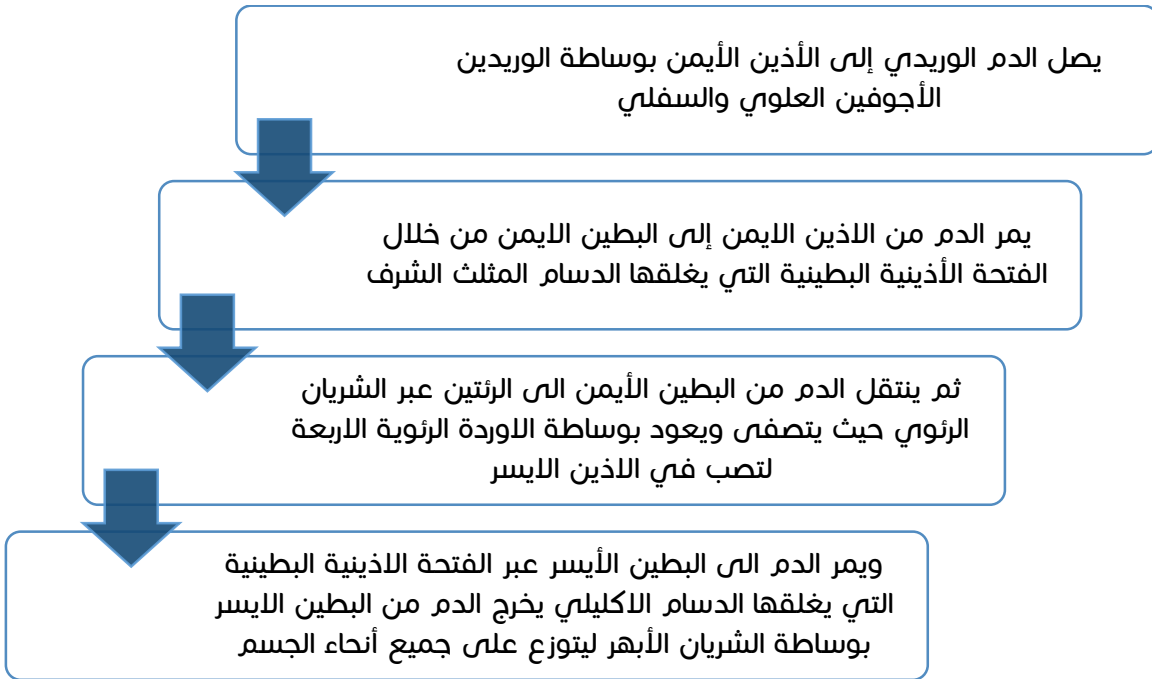 يصل الدم الوريدي إلى الأذين الأيمن بوساطة الوريدين
الأجوفين العلوي والسفلي
يمر الدم من الاذين الايمن إلى البطين الايمن من خلال
الفتحة الأذينية البطينية التي يغلقها الدسام المثلث الشرف
ثم ينتقل الدم من البطين الأيمن الى الرئتين عبر الشريان
الرئوي حيث يتصفى ويعود بوساطة الاوردة الرئوية الاربعة
لتصب في الاذين الايسر
ويمر الدم الى البطين الأيسر عبر الفتحة الاذينية البطينية
التي يغلقها الدسام الاكليلي يخرج الدم من البطين الايسر
بوساطة الشريان الأبهر ليتوزع على جميع أنحاء الجسم